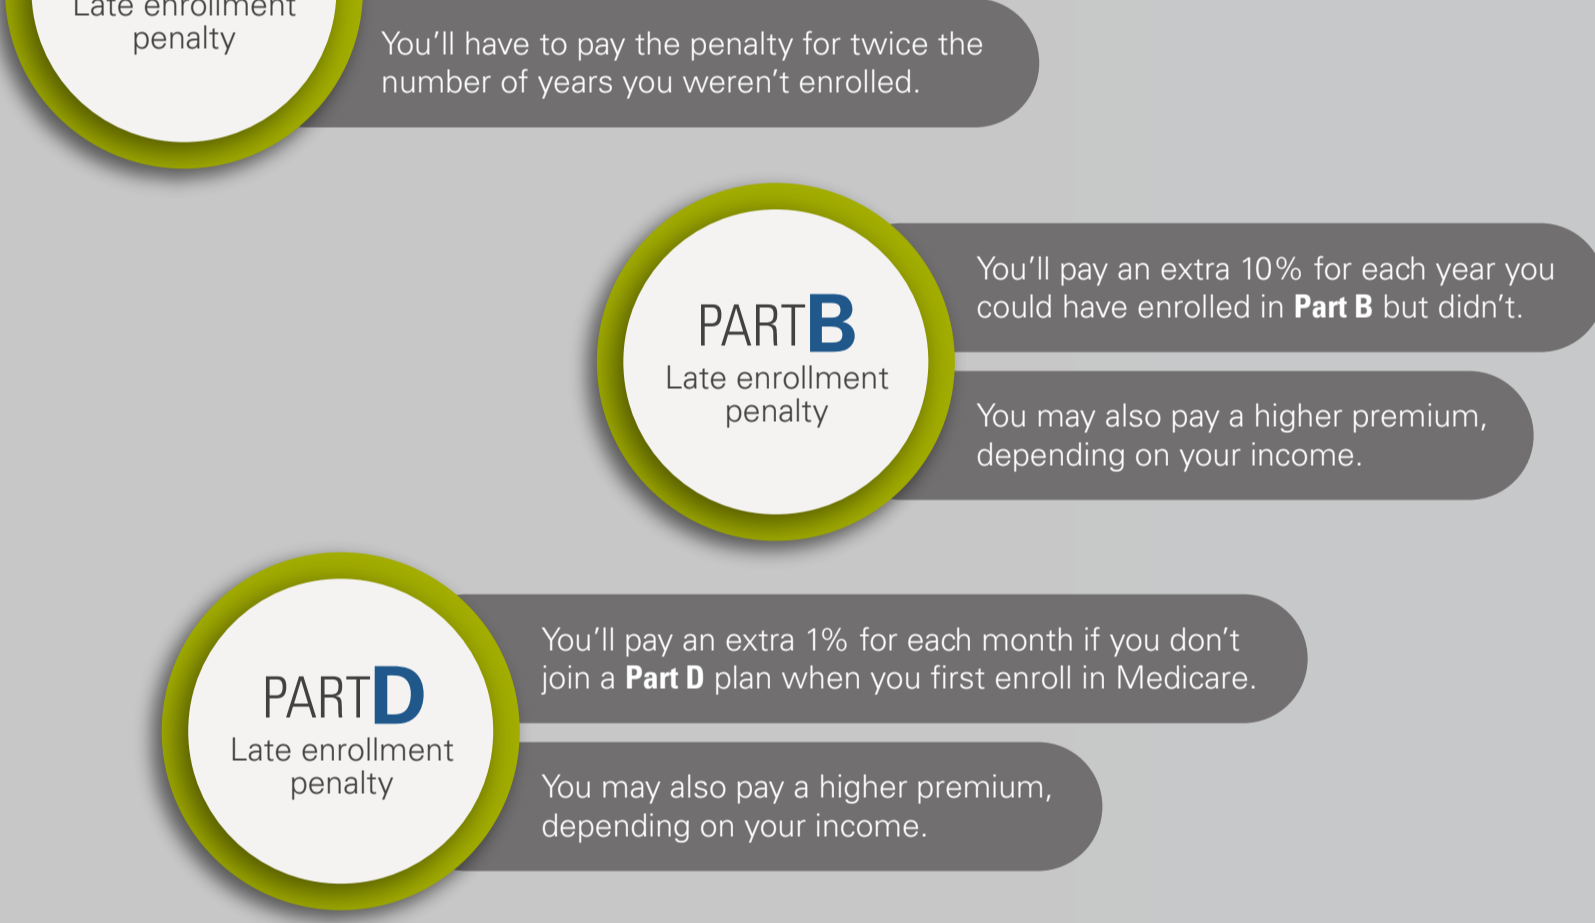 Late enrollment
penalty
You'll have to pay the penalty for twice the
number of years you weren't enrolled.
PART B
Late enrollment
penalty
You'll pay an extra 10% for each year you
could have enrolled in Part B but didn't.
You may also pay a higher premium,
depending on your income.
PART D
Late enrollment
penalty
You'll pay an extra 1% for each month if you don't
join a Part D plan when you first enroll in Medicare.
You may also pay a higher premium,
depending on your income.